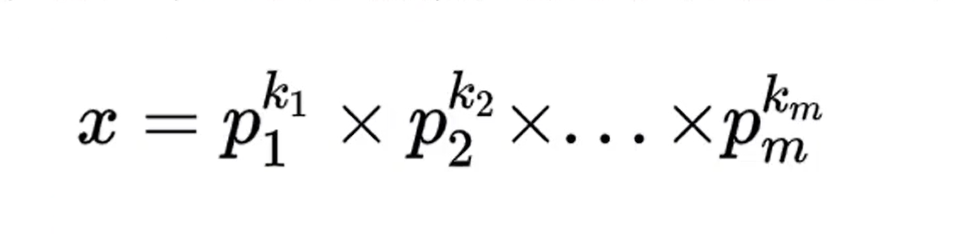 x = p_1^{k_1} × p_2^{k_2} × . . . × p_m^{k_m}